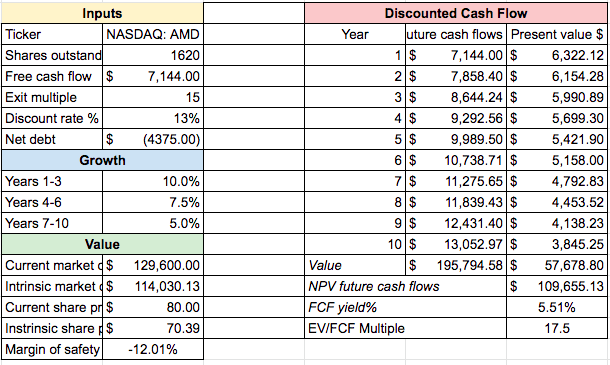 Inputs Discounted Cash Flow
Ticker NASDAQ: AMD Year uture cash flows Present value $
Shares outstand 1620 1 $ 7,144.00 $ 6,322.12
Free cash flow $ 7,144.00 2 $ 7,858.40 $ 6,154.28
Exit multiple 15 3 $ 8,644.24 $ 5,990.89
Discount rate % 13% 4 $ 9,292.56 $ 5,699.30
Net debt $ (4375.00) 5 $ 9,989.50 $ 5,421.90
Growth 6 $ 10,738.71 $ 5,158.00
Years 1-3 10.0% 7 $ 11,275.65 $ 4,792.83
Years 4-6 7.5% 8 $ 11,839.43 $ 4,453.52
Years 7-10 5.0% 9 $ 12,431.40 $ 4,138.23
Value 10 $ 13,052.97 $ 3,845.25
Current market c $ 129,600.00 Value $ 195,794.58 $ 57,678.80
Intrinsic market $ 114,030.13 NPV future cash flows $ 109,655.13
Current share pr $ 80.00 FCF yield% 5.51%
Instrinsic share p $ 70.39 EV/FCF Multiple 17.5
Margin of safety -12.01%